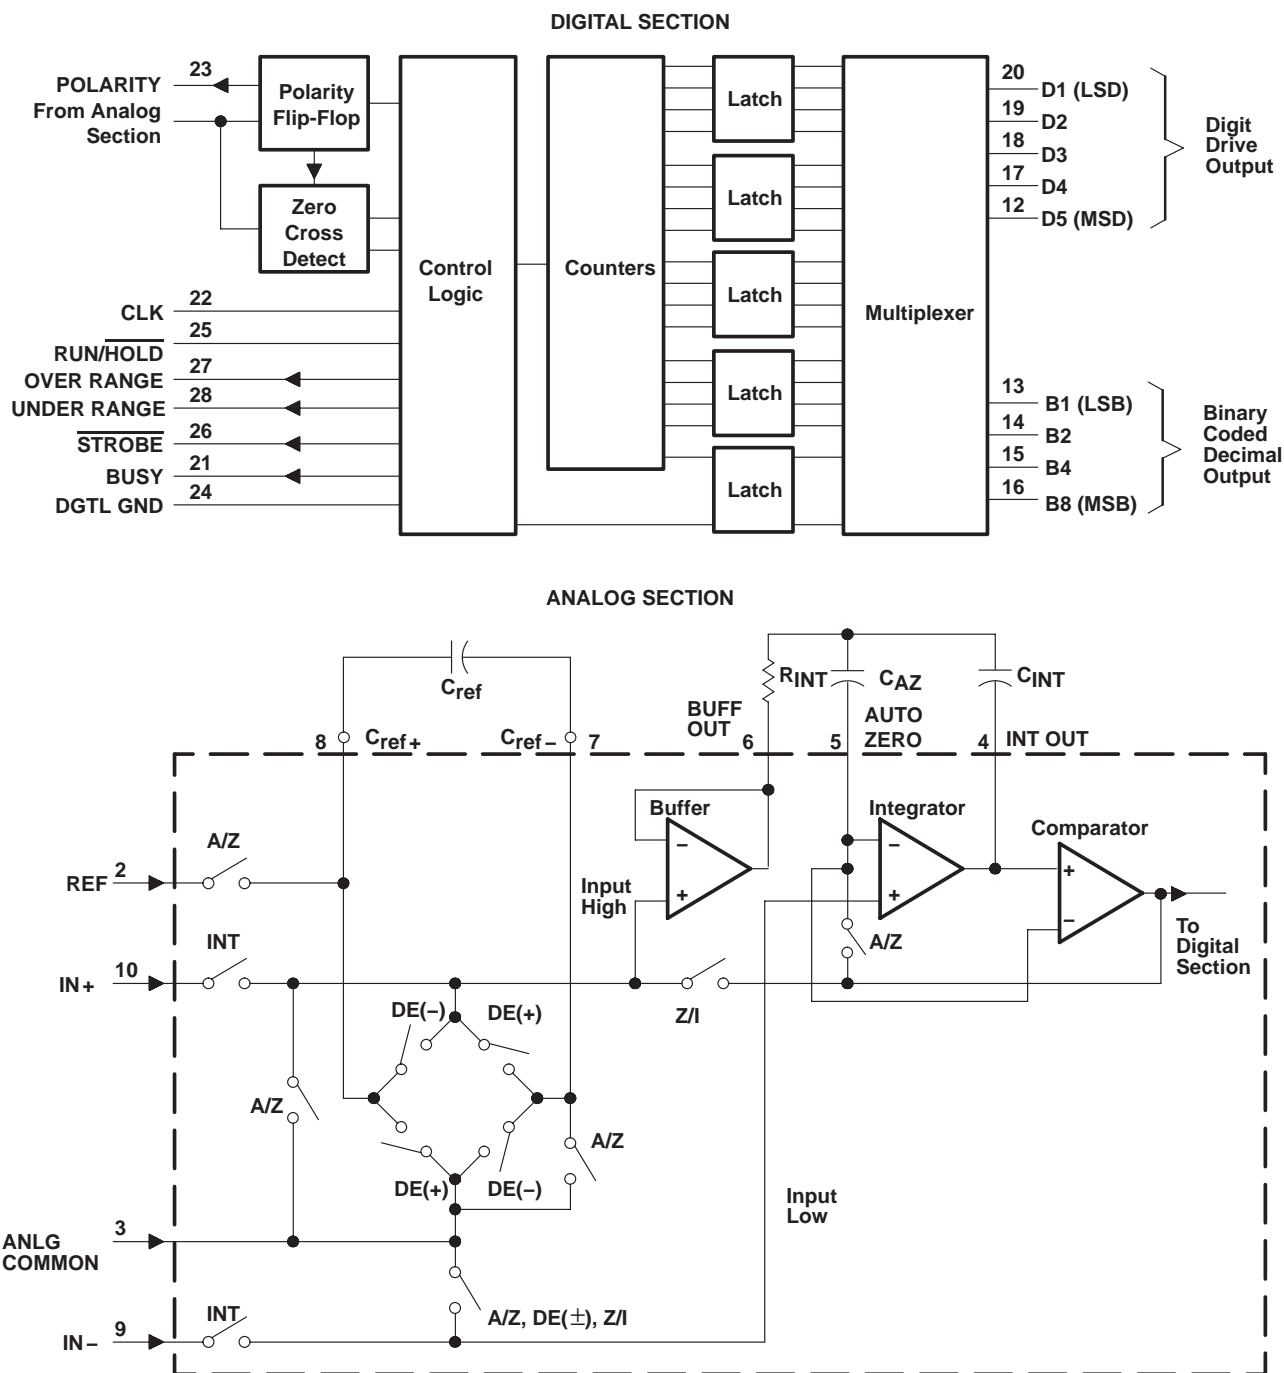 DIGITAL SECTION
POLARITY
23
From Analog
Section
Polarity
Flip-Flop
Zero
Cross
Detect
CLK
22
RUN/HOLD
25
OVER RANGE
27
UNDER RANGE
28
STROBE
26
BUSY
21
DGTL GND
24
Control
Logic
Counters
Latch
Latch
Latch
Latch
Latch
Multiplexer
20
D1 (LSD)
19
D2
18
D3
17
D4
12
D5 (MSD)
Digit
Drive
Output
13
B1 (LSB)
14
B2
15
B4
16
B8 (MSB)
Binary
Coded
Decimal
Output
ANALOG SECTION
Cref
8
Cref+
Cref−
7
RINT
CAZ
CINT
BUFF
OUT
6
5
AUTO
ZERO
4
INT OUT
REF
2
A/Z
Buffer
−
+
Input
High
Integrator
−
+
Comparator
+
−
A/Z
To
Digital
Section
IN+
10
INT
Z/I
DE(−)
DE(+)
A/Z
A/Z
DE(+)
DE(−)
Input
Low
ANLG
COMMON
3
A/Z, DE(±), Z/I
IN−
9
INT